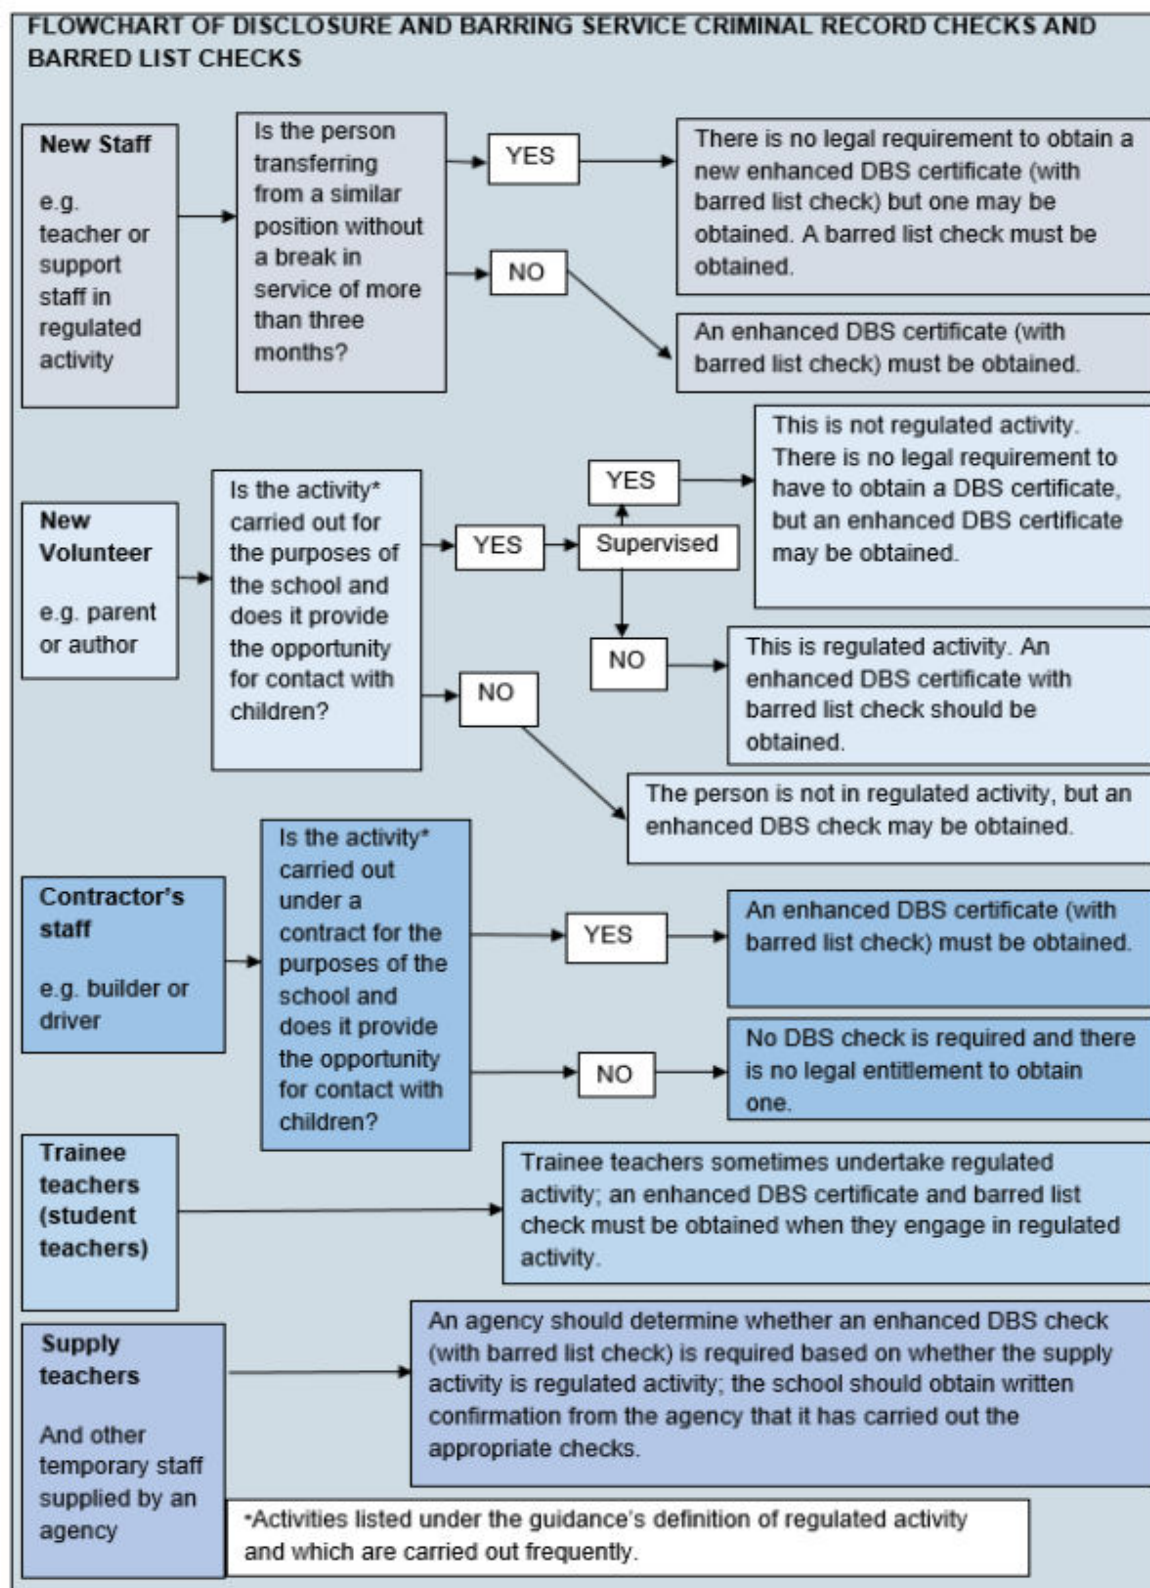 FLOWCHART OF DISCLOSURE AND BARRING SERVICE CRIMINAL RECORD CHECKS AND
BARRED LIST CHECKS
New Staff
e.g.
teacher or
support
staff in
regulated
activity
Is the person
transferring
from a similar
position without
a break in
service of more
than three
months?
YES
There is no legal requirement to obtain a
new enhanced DBS certificate (with
barred list check) but one may be
obtained. A barred list check must be
obtained.
NO
An enhanced DBS certificate (with
barred list check) must be obtained.
New
Volunteer
e.g. parent
or author
Is the activity*
carried out for
the purposes of
the school and
does it provide
the opportunity
for contact with
children?
YES
Supervised
YES
This is not regulated activity.
There is no legal requirement to
have to obtain a DBS certificate,
but an enhanced DBS certificate
may be obtained.
NO
This is regulated activity. An
enhanced DBS certificate with
barred list check should be
obtained.
NO
The person is not in regulated activity, but an
enhanced DBS check may be obtained.
Contractor's
staff
e.g. builder or
driver
Is the activity*
carried out
under a
contract for the
purposes of the
school and
does it provide
the opportunity
for contact with
children?
YES
An enhanced DBS certificate (with
barred list check) must be obtained.
NO
No DBS check is required and there
is no legal entitlement to obtain
one.
Trainee
teachers
(student
teachers)
Trainee teachers sometimes undertake regulated
activity; an enhanced DBS certificate and barred list
check must be obtained when they engage in regulated
activity.
Supply
teachers
And other
temporary staff
supplied by an
agency
An agency should determine whether an enhanced DBS check
(with barred list check) is required based on whether the supply
activity is regulated activity; the school should obtain written
confirmation from the agency that it has carried out the
appropriate checks.
*Activities listed under the guidance's definition of regulated activity
and which are carried out frequently.